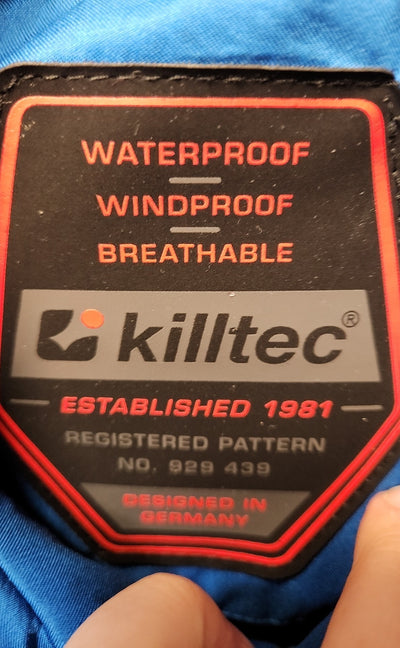 WATERPROOF
WINDPROOF
BREATHABLE
killtec®
ESTABLISHED 1981
REGISTERED PATTERN
NO. 929 439
DESIGNED IN
GERMANY